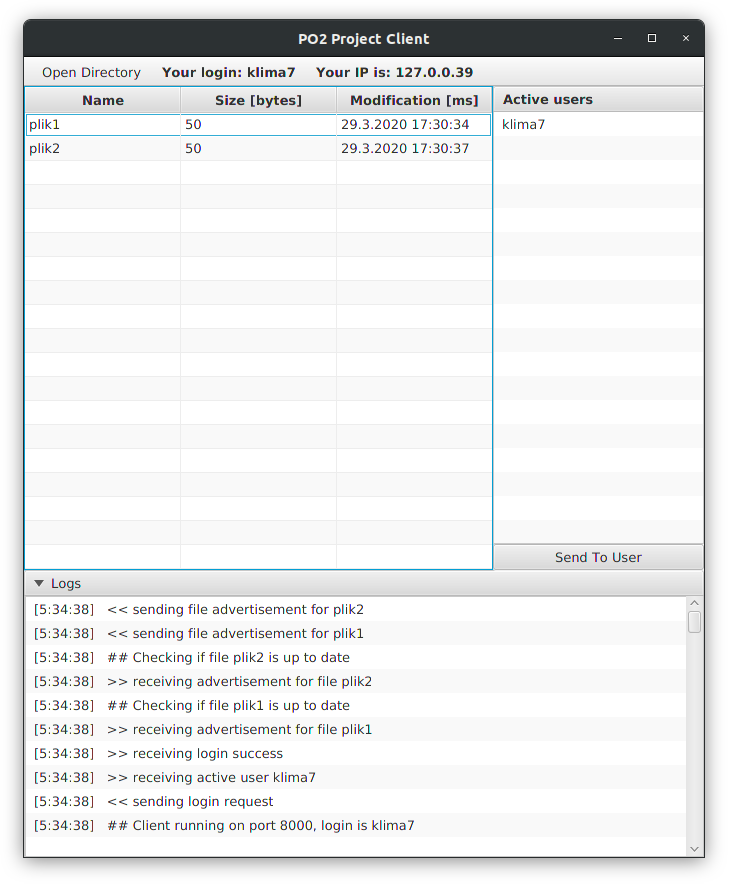 PO2 Project Client
Open Directory Your login: klima7 Your IP is: 127.0.0.39
Name Size [bytes] Modification [ms] Active users
plik1 50 29.3.2020 17:30:34 klima7
plik2 50 29.3.2020 17:30:37
Send To User
Logs
[5:34:38] << sending file advertisement for plik2
[5:34:38] << sending file advertisement for plik1
[5:34:38] ## Checking if file plik2 is up to date
[5:34:38] >> receiving advertisement for file plik2
[5:34:38] ## Checking if file plik1 is up to date
[5:34:38] >> receiving advertisement for file plik1
[5:34:38] >> receiving login success
[5:34:38] >> receiving active user klima7
[5:34:38] << sending login request
[5:34:38] ## Client running on port 8000, login is klima7